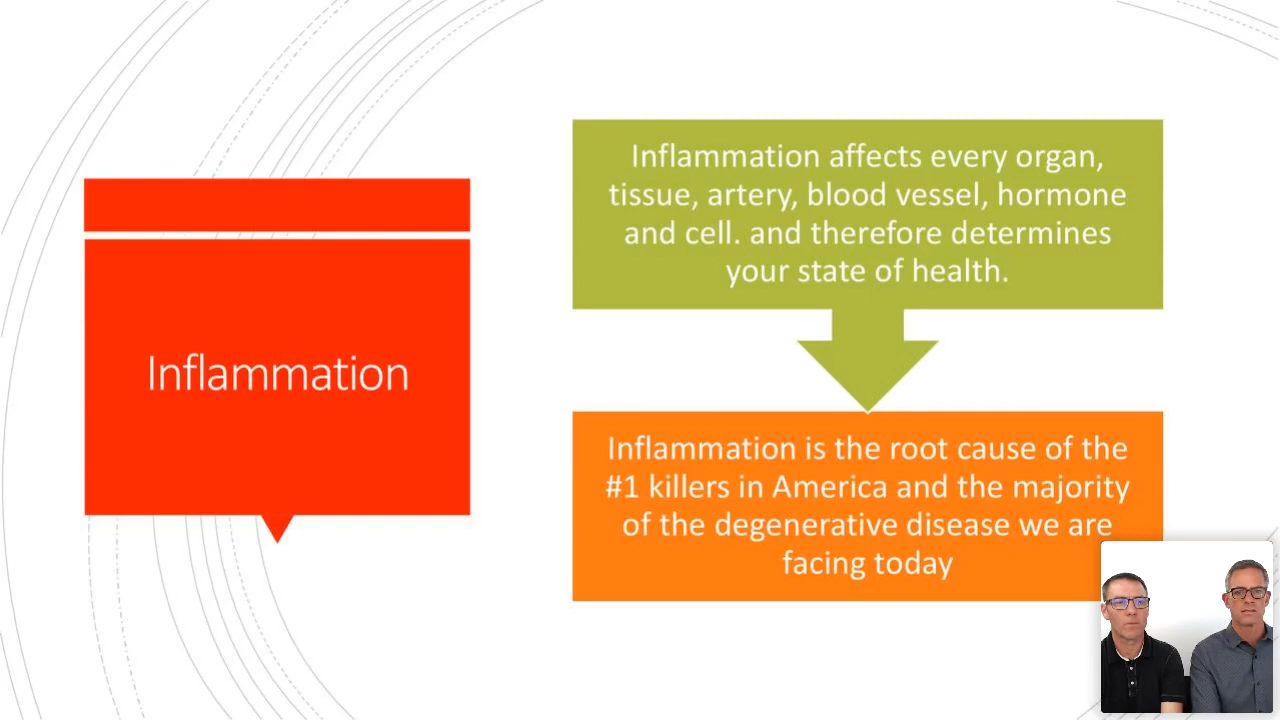 Inflammation
Inflammation affects every organ,
tissue, artery, blood vessel, hormone
and cell. and therefore determines
your state of health.
Inflammation is the root cause of the
#1 killers in America and the majority
of the degenerative disease we are
facing today